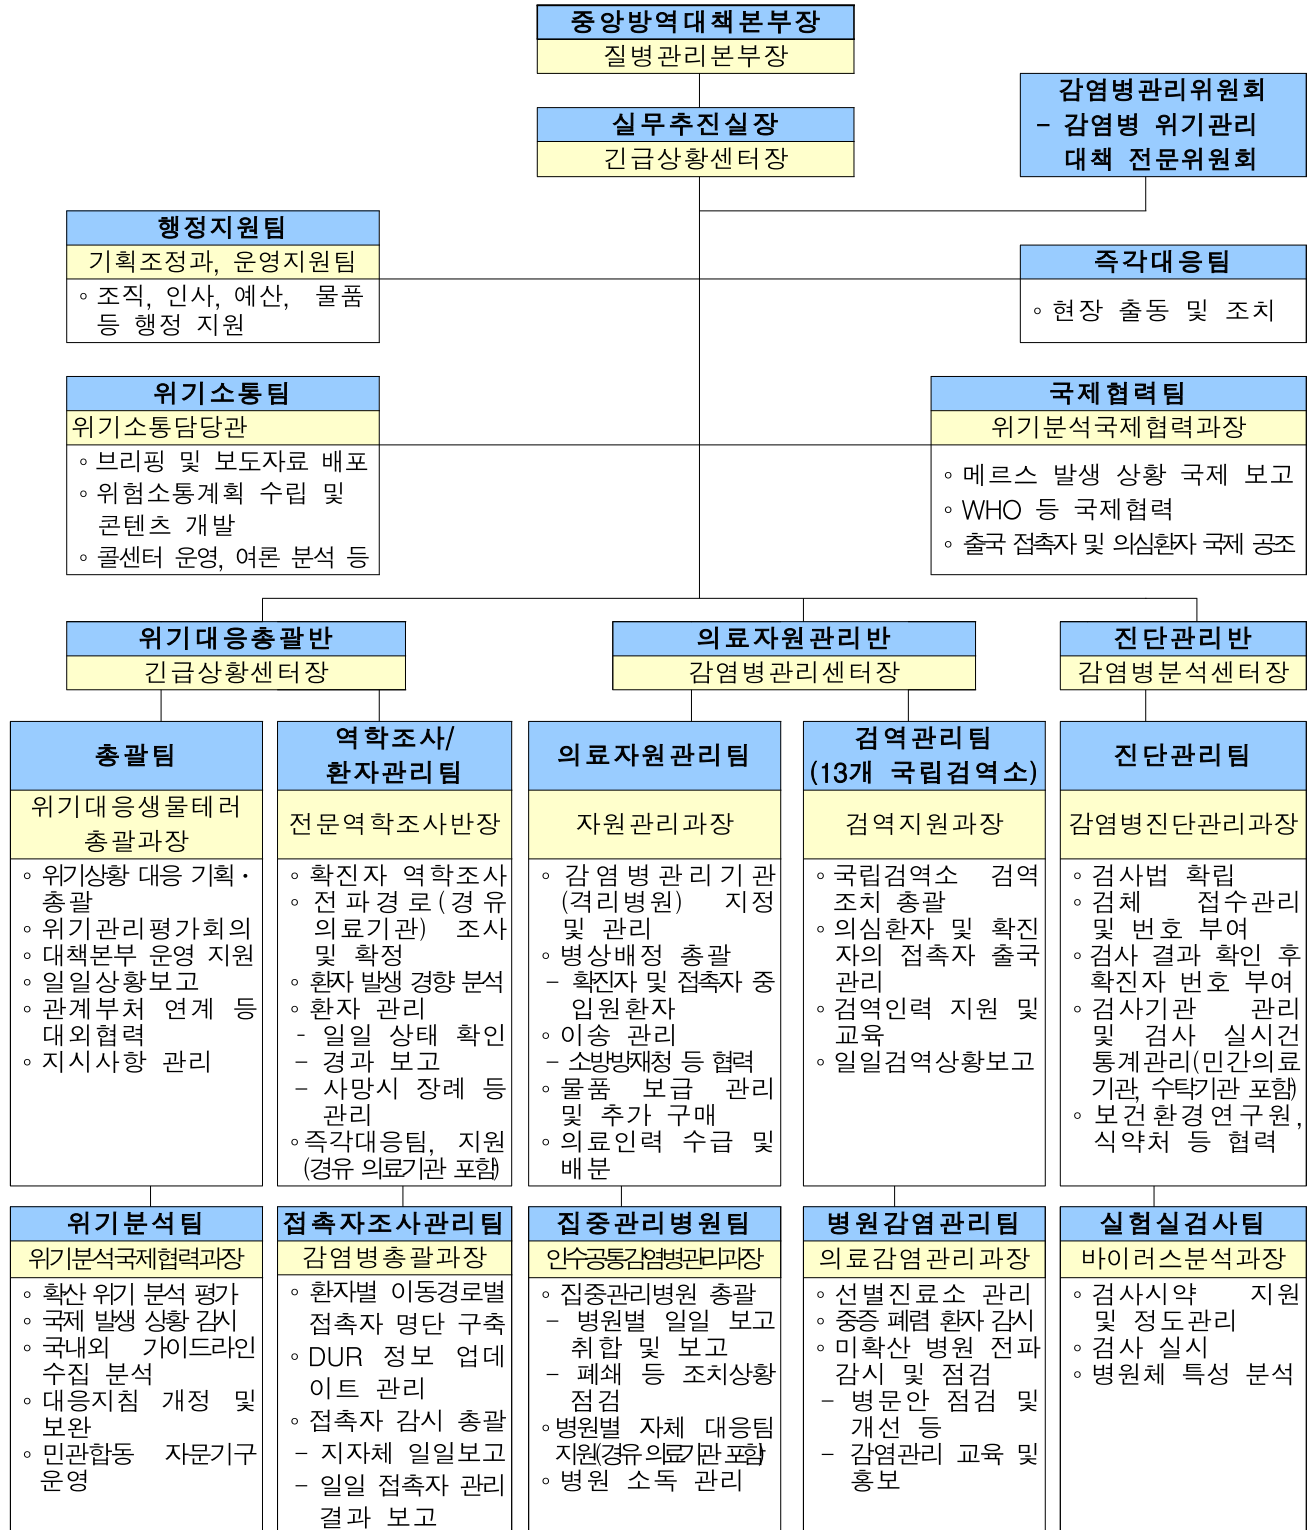 중앙방역대책본부장
질병관리본부장
실무추진실장
긴급상황센터장
감염병관리위원회
- 감염병 위기관리
대책 전문위원회
행정지원팀
기획조정과, 운영지원팀
◦ 조직, 인사, 예산, 물품
등 행정 지원
즉각대응팀
◦ 현장 출동 및 조치
위기소통팀
위기소통담당관
◦ 브리핑 및 보도자료 배포
◦ 위험소통계획 수립 및
콘텐츠 개발
◦ 콜센터 운영, 여론 분석 등
국제협력팀
위기분석국제협력과장
◦ 메르스 발생 상황 국제 보고
◦ WHO 등 국제협력
◦ 출국 접촉자 및 의심환자 국제 공조
위기대응총괄반
긴급상황센터장
의료자원관리반
감염병관리센터장
진단관리반
감염병분석센터장
총괄팀
위기대응생물테러
총괄과장
◦ 위기상황 대응 기획·
총괄
◦ 위기관리평가회의
◦ 대책본부 운영 지원
◦ 일일상황보고
◦ 관계부처 연계 등
대외협력
◦ 지시사항 관리
역학조사/
환자관리팀
전문역학조사반장
◦ 확진자 역학조사
◦ 전파경로(경유
의료기관) 조사
및 확정
◦ 환자 발생 경향 분석
◦ 환자 관리
- 일일 상태 확인
- 경과 보고
- 사망시 장례 등
관리
◦즉각대응팀, 지원
(경유 의료기관 포함)
의료자원관리팀
자원관리과장
◦ 감염병관리기관
(격리병원) 지정
및 관리
◦ 병상배정 총괄
- 확진자 및 접촉자 중
입원환자
◦ 이송 관리
- 소방방재청 등 협력
◦ 물품 보급 관리
및 추가 구매
◦ 의료인력 수급 및
배분
검역관리팀
(13개 국립검역소)
검역지원과장
◦ 국립검역소 검역
조치 총괄
◦ 의심환자 및 확진
자의 접촉자 출국
관리
◦ 검역인력 지원 및
교육
◦ 일일검역상황보고
진단관리팀
감염병진단관리과장
◦ 검사법 확립
◦ 검체 접수관리
및 번호 부여
◦검사 결과 확인 후
확진자 번호 부여
◦ 검사기관 관리
및 검사 실시건
통계관리(민간의료
기관, 수탁기관 포함)
◦ 보건환경연구원,
식약처 등 협력
위기분석팀
위기분석국제협력과장
◦ 확산 위기 분석 평가
◦ 국제 발생 상황 감시
◦ 국내외 가이드라인
수집 분석
◦ 대응지침 개정 및
보완
◦ 민관합동 자문기구
운영
접촉자조사관리팀
감염병총괄과장
◦ 환자별 이동경로별
접촉자 명단 구축
◦ DUR 정보 업데
이트 관리
◦ 접촉자 감시 총괄
- 지자체 일일보고
- 일일 접촉자 관리
결과 보고
집중관리병원팀
인수공통감염병관리과장
◦ 집중관리병원 총괄
- 병원별 일일 보고
취합 및 보고
- 폐쇄 등 조치상황
점검
◦병원별 자체 대응팀
지원(경유 의료기관 포함)
◦ 병원 소독 관리
병원감염관리팀
의료감염관리과장
◦ 선별진료소 관리
◦ 중증 폐렴 환자 감시
◦ 미확산 병원 전파
감시 및 점검
- 병문안 점검 및
개선 등
- 감염관리 교육 및
홍보
실험실검사팀
바이러스분석과장
◦ 검사시약 지원
및 정도관리
◦ 검사 실시
◦ 병원체 특성 분석